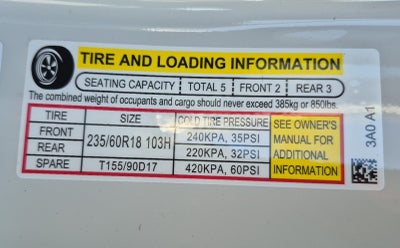 TIRE AND LOADING INFORMATION
SEATING CAPACITY TOTAL 5 FRONT 2 REAR 3
The combined weight of occupants and cargo should never exceed 385kg or 850lbs.
TIRE SIZE COLD TIRE PRESSURE SEE OWNER'S
FRONT 235/60R18 103H 240KPA, 35PSI MANUAL FOR
REAR 220KPA, 32PSI ADDITIONAL
SPARE T155/90D17 420KPA, 60PSI INFORMATION
3A0 A1